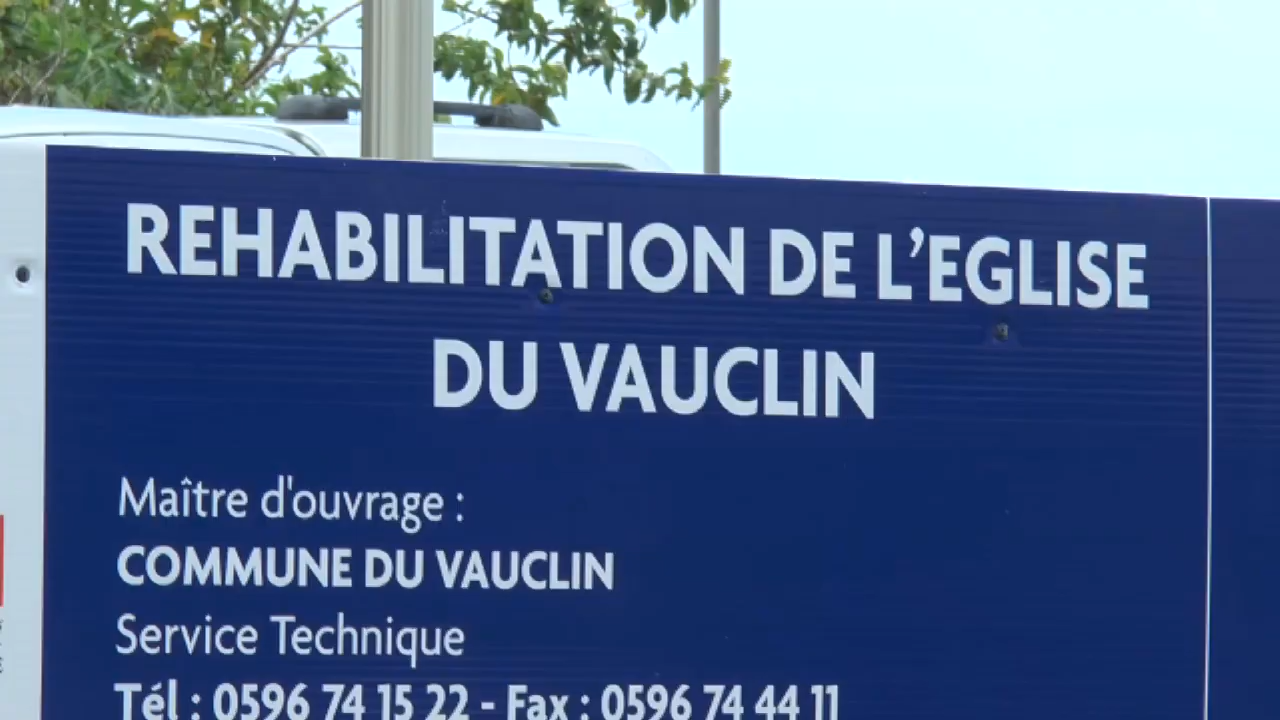 REHABILITATION DE L'EGLISE
DU VAUCLIN
Maître d'ouvrage :
COMMUNE DU VAUCLIN
Service Technique
Tél : 0596 74 15 22 - Fax : 0596 74 44 11